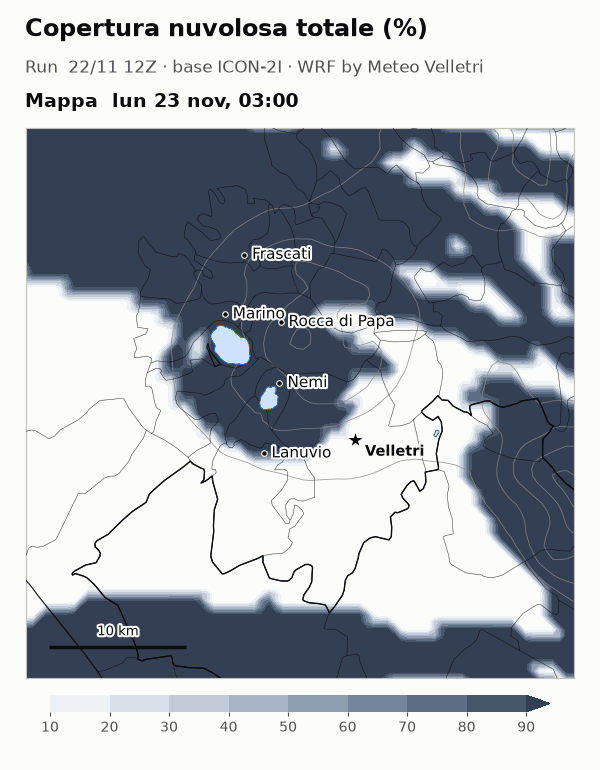 Copertura nuvolosa totale (%)
Run  22/11 12Z · base ICON-2I · WRF by Meteo Velletri
Mappa  lun 23 nov, 03:00
Frascati
Marino
Rocca di Papa
Nemi
Velletri
Lanuvio
10 km
10 20 30 40 50 60 70 80 90